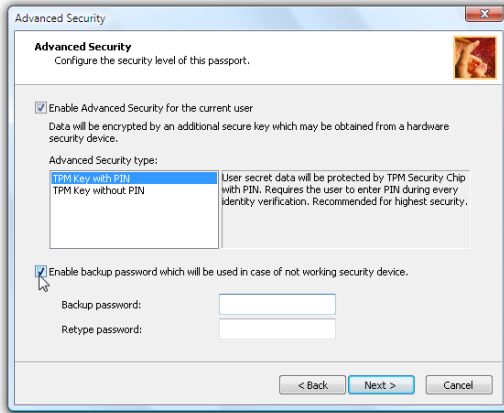 Advanced Security
Advanced Security
Configure the security level of this passport.
Enable Advanced Security for the current user
Data will be encrypted by an additional secure key which may be obtained from a hardware
security device.
Advanced Security type:
TPM Key with PIN
TPM Key without PIN
User secret data will be protected by TPM Security Chip
with PIN. Requires the user to enter PIN during every
identity verification. Recommended for highest security.
Enable backup password which will be used in case of not working security device.
Backup password:
Retype password:
< Back
Next >
Cancel